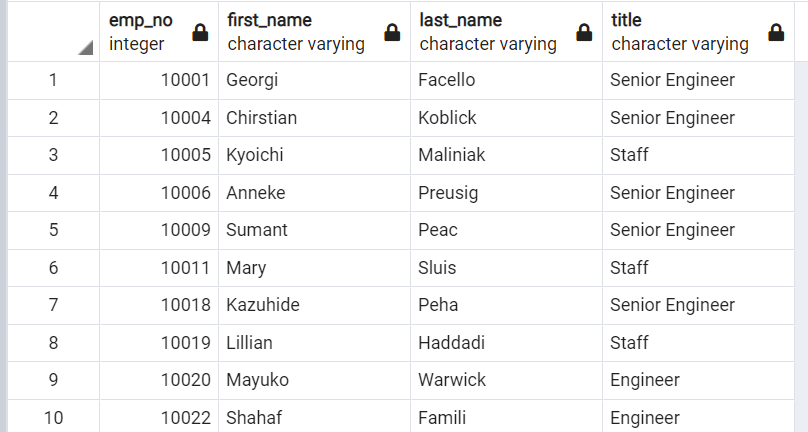 emp_no first_name last_name title
integer character varying character varying character varying
1 10001 Georgi Facello Senior Engineer
2 10004 Chirstian Koblick Senior Engineer
3 10005 Kyoichi Maliniak Staff
4 10006 Anneke Preusig Senior Engineer
5 10009 Sumant Peac Senior Engineer
6 10011 Mary Sluis Staff
7 10018 Kazuhide Peha Senior Engineer
8 10019 Lillian Haddadi Staff
9 10020 Mayuko Warwick Engineer
10 10022 Shahaf Famili Engineer